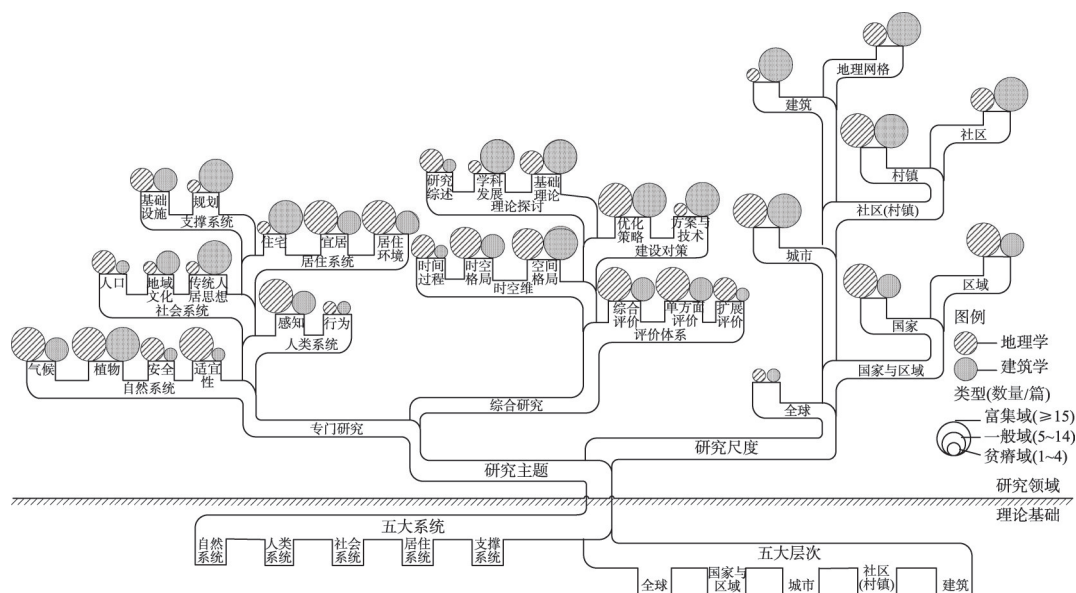 地理网格
建筑
社区
村镇
社区(村镇)
研究
综述
学科
发展
基础
理论
理论探讨
基础
设施
规划
支撑系统
优化
策略
方案与
技术
建设对策
城市
住宅
宜居
居住
环境
居住系统
时间
过程
时空
格局
空间
格局
时空维
区域
人口
地域
文化
传统人
居思想
社会系统
感知
行为
人类系统
综合
评价
单方面
评价
扩展
评价
评价体系
国家
国家与区域
图例
地理学
建筑学
类型(数量/篇)
富集域(≥15)
一般域(5~14)
贫瘠域(1~4)
气候
植物
安全
适宜
性
自然系统
全球
综合研究
专门研究
研究尺度
研究主题
研究领域
理论基础
五大系统
自然
系统
人类
系统
社会
系统
居住
系统
支撑
系统
五大层次
全球
国家与
区域
城市
社区
(村镇)
建筑